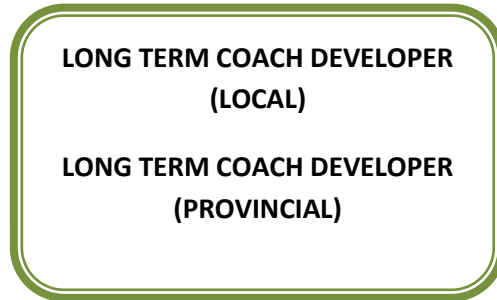 LONG TERM COACH DEVELOPER
(LOCAL)
LONG TERM COACH DEVELOPER
(PROVINCIAL)